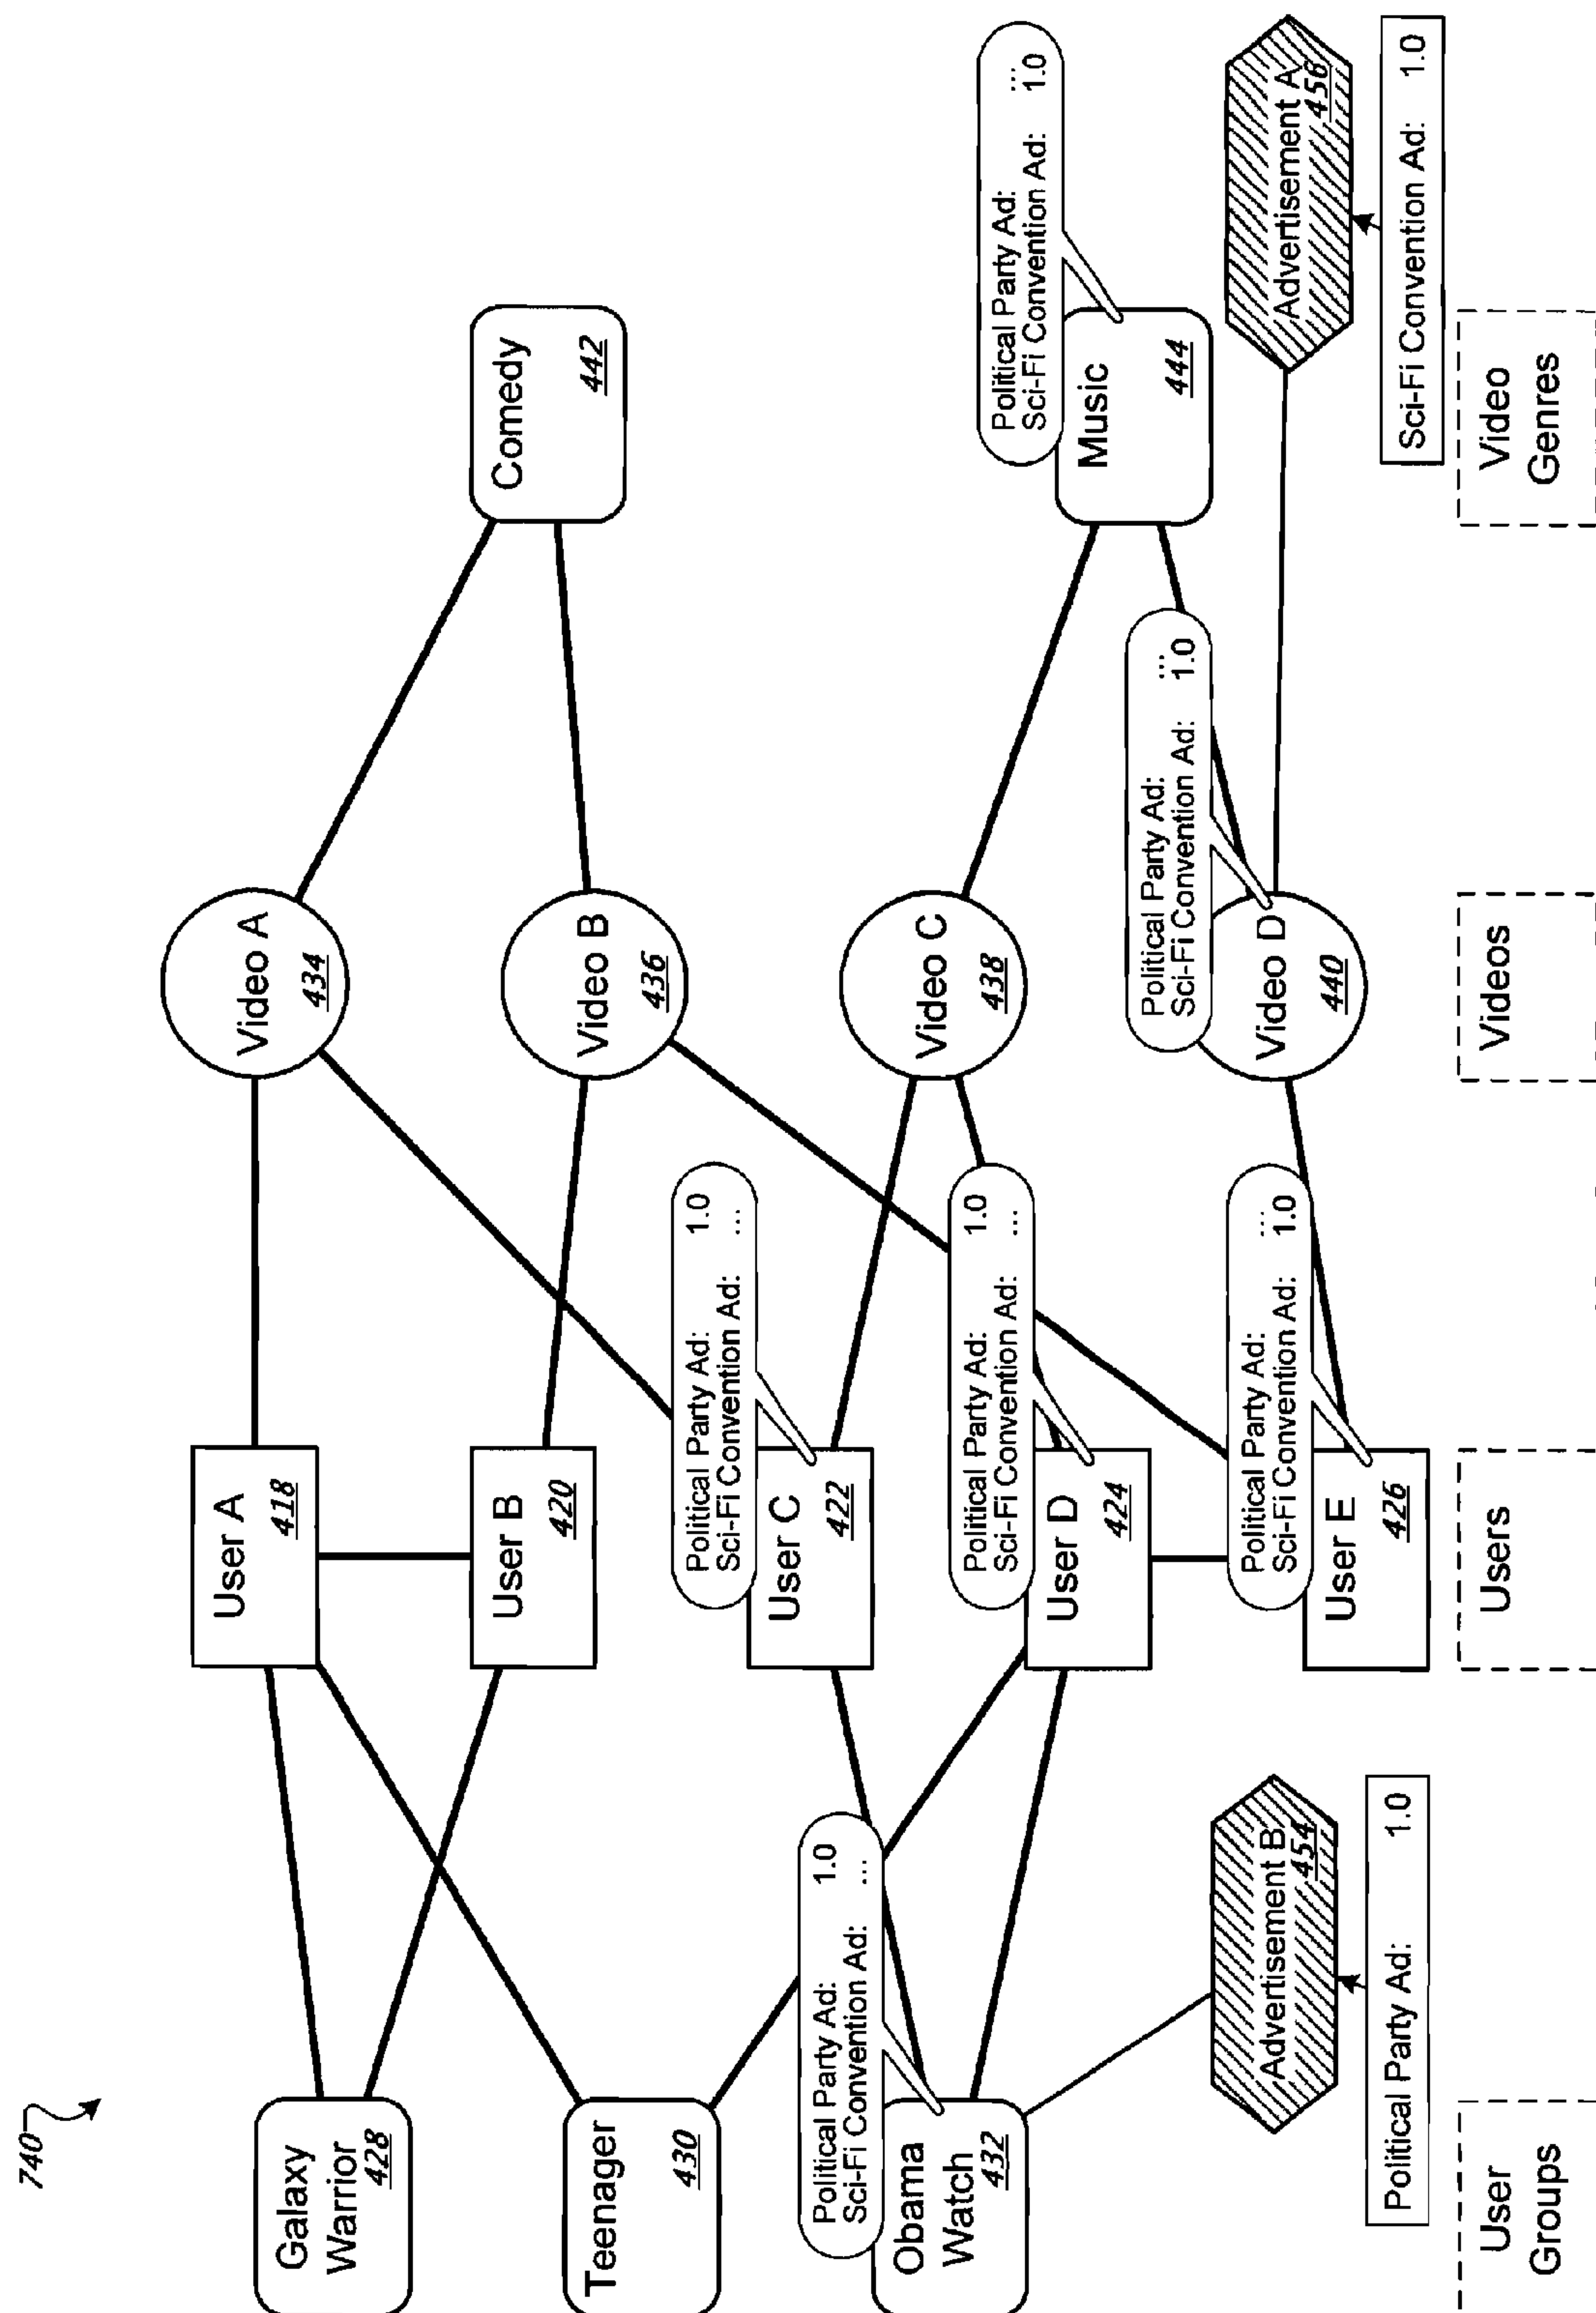 740
Galaxy
Warrior
428
Teenager
430
Obama
Watch
432
Political Party Ad: 1.0
Sci-Fi Convention Ad: ...
Advertisement B
454
Political Party Ad: 1.0
User
Groups
User A
418
User B
420
User C
422
Political Party Ad: 1.0
Sci-Fi Convention Ad: ...
User D
424
Political Party Ad: 1.0
Sci-Fi Convention Ad: ...
User E
426
Political Party Ad: ...
Sci-Fi Convention Ad: 1.0
Users
Video A
434
Video B
436
Video C
438
Video D
440
Political Party Ad: ...
Sci-Fi Convention Ad: 1.0
Videos
Comedy
442
Music
444
Political Party Ad: ...
Sci-Fi Convention Ad: 1.0
Advertisement A
456
Sci-Fi Convention Ad: 1.0
Video
Genres